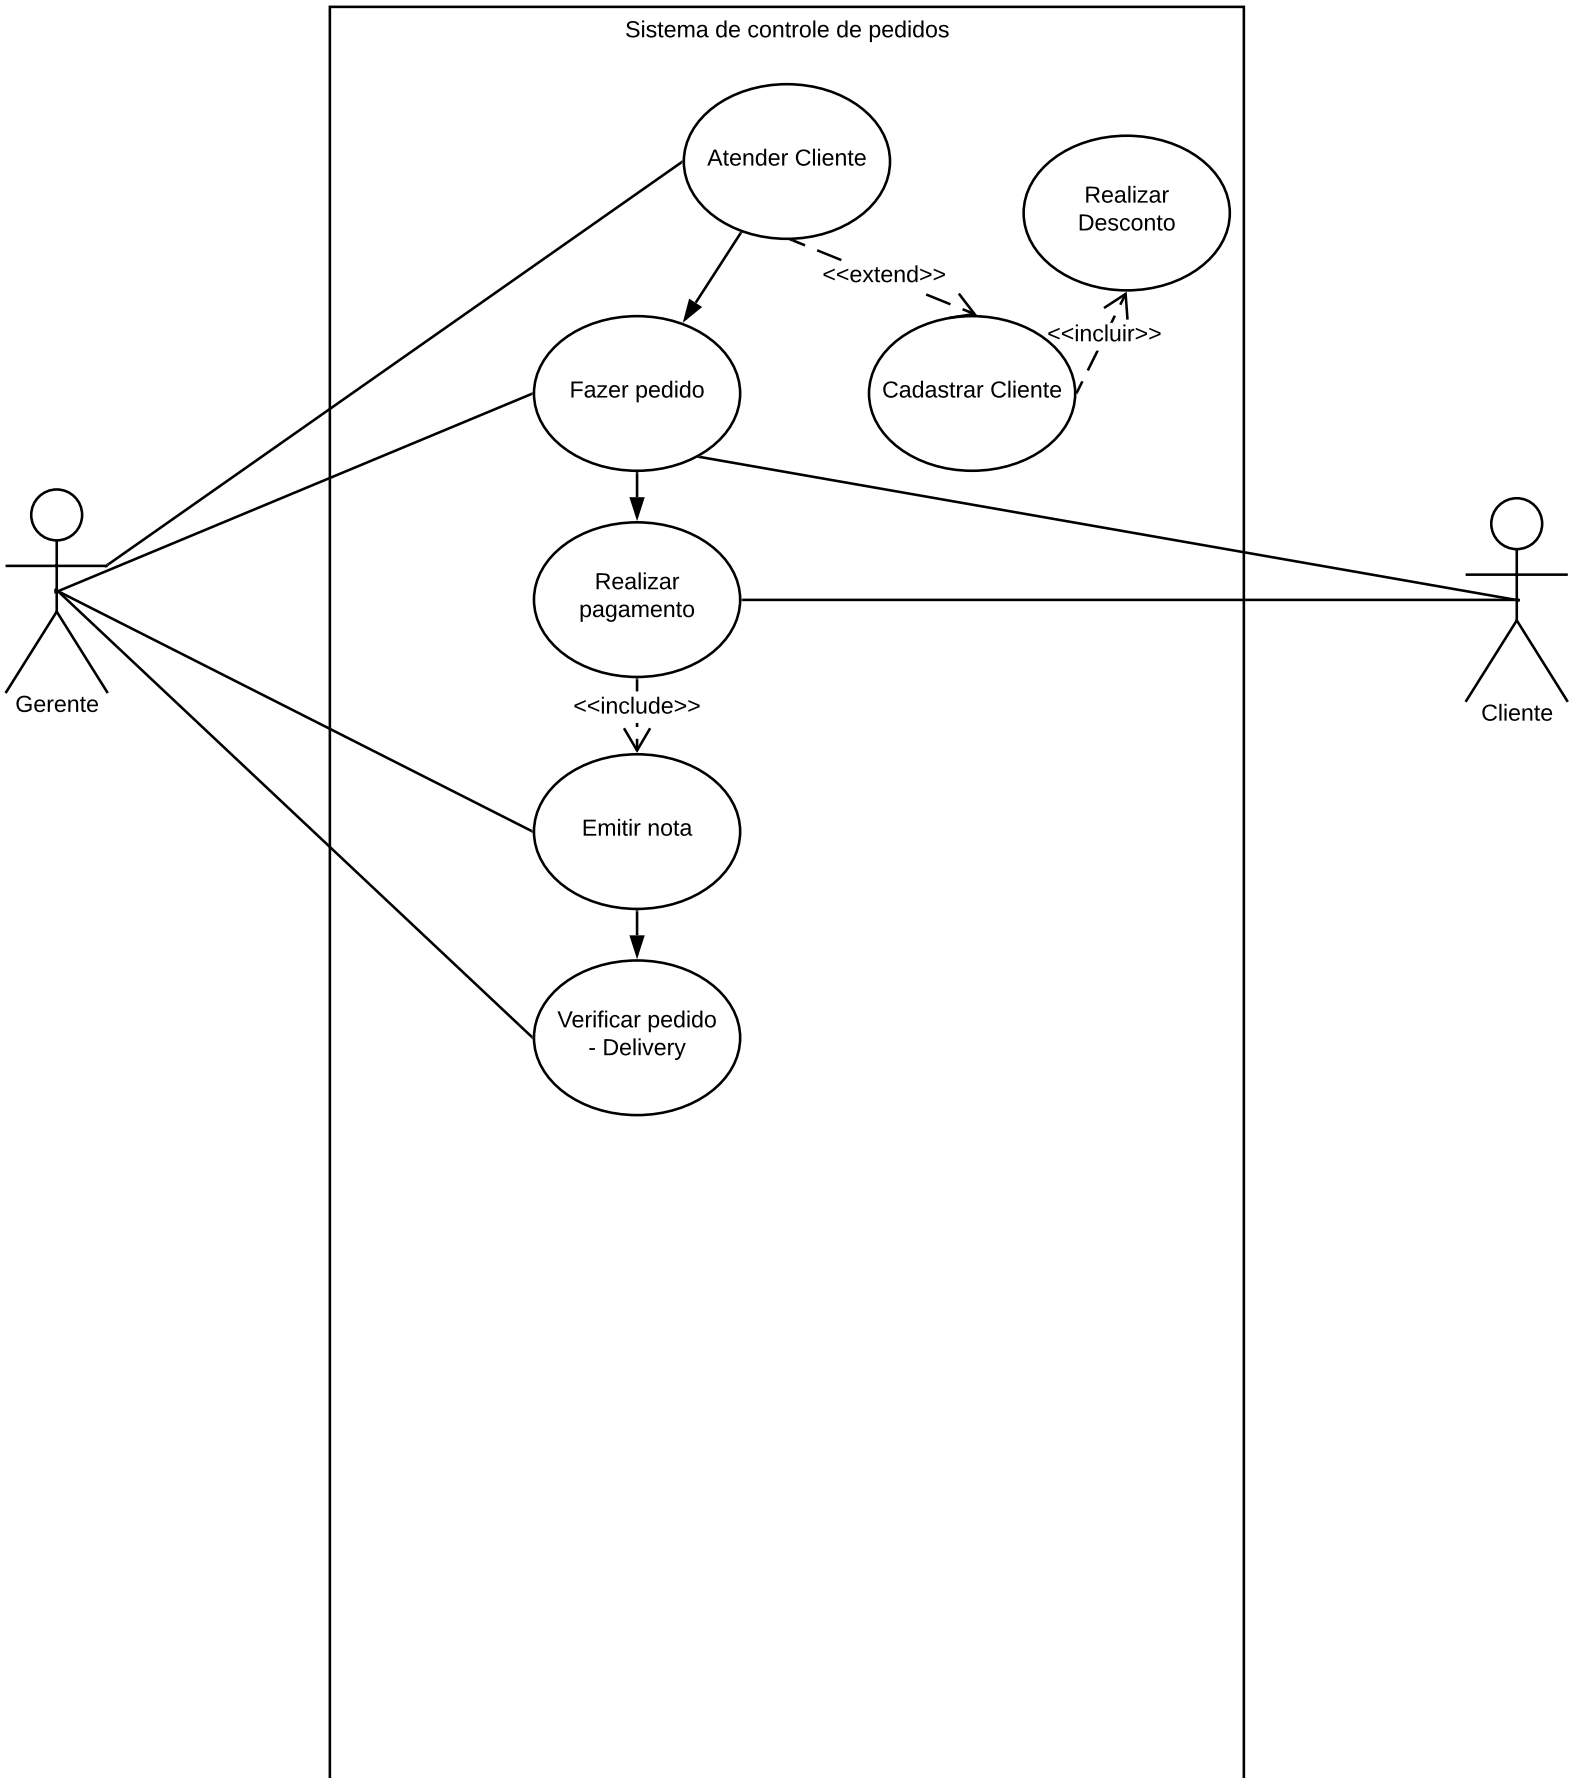 Sistema de controle de pedidos
Atender Cliente
Realizar
Desconto
<<extend>>
<<incluir>>
Fazer pedido
Cadastrar Cliente
Realizar
pagamento
Gerente
<<include>>
Cliente
Emitir nota
Verificar pedido
- Delivery